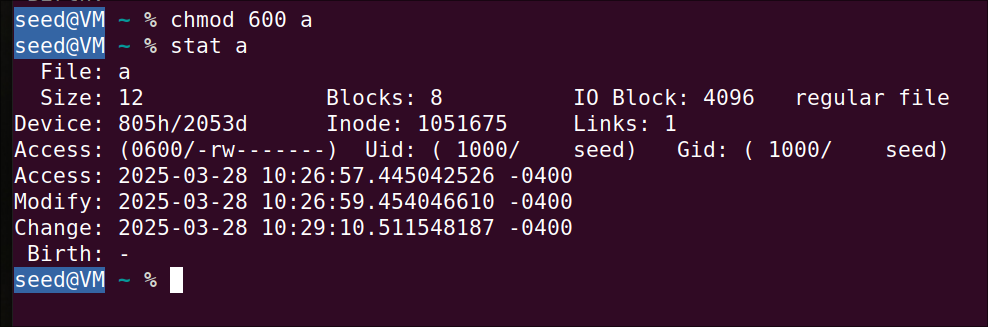 seed@VM ~ % chmod 600 a
seed@VM ~ % stat a
  File: a
  Size: 12              Blocks: 8          IO Block: 4096   regular file
Device: 805h/2053d      Inode: 1051675     Links: 1
Access: (0600/-rw-------)  Uid: ( 1000/    seed)   Gid: ( 1000/    seed)
Access: 2025-03-28 10:26:57.445042526 -0400
Modify: 2025-03-28 10:26:59.454046610 -0400
Change: 2025-03-28 10:29:10.511548187 -0400
 Birth: -
seed@VM ~ %